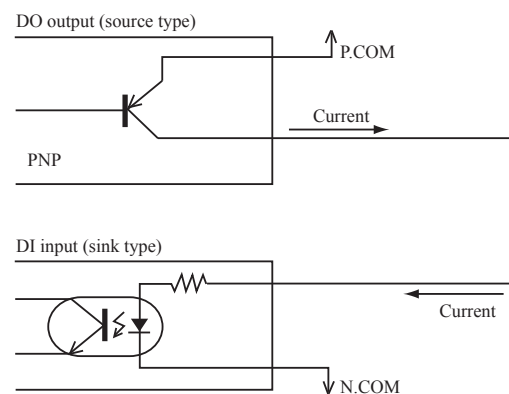 DO output (source type)
P.COM
Current
PNP
DI input (sink type)
Current
N.COM